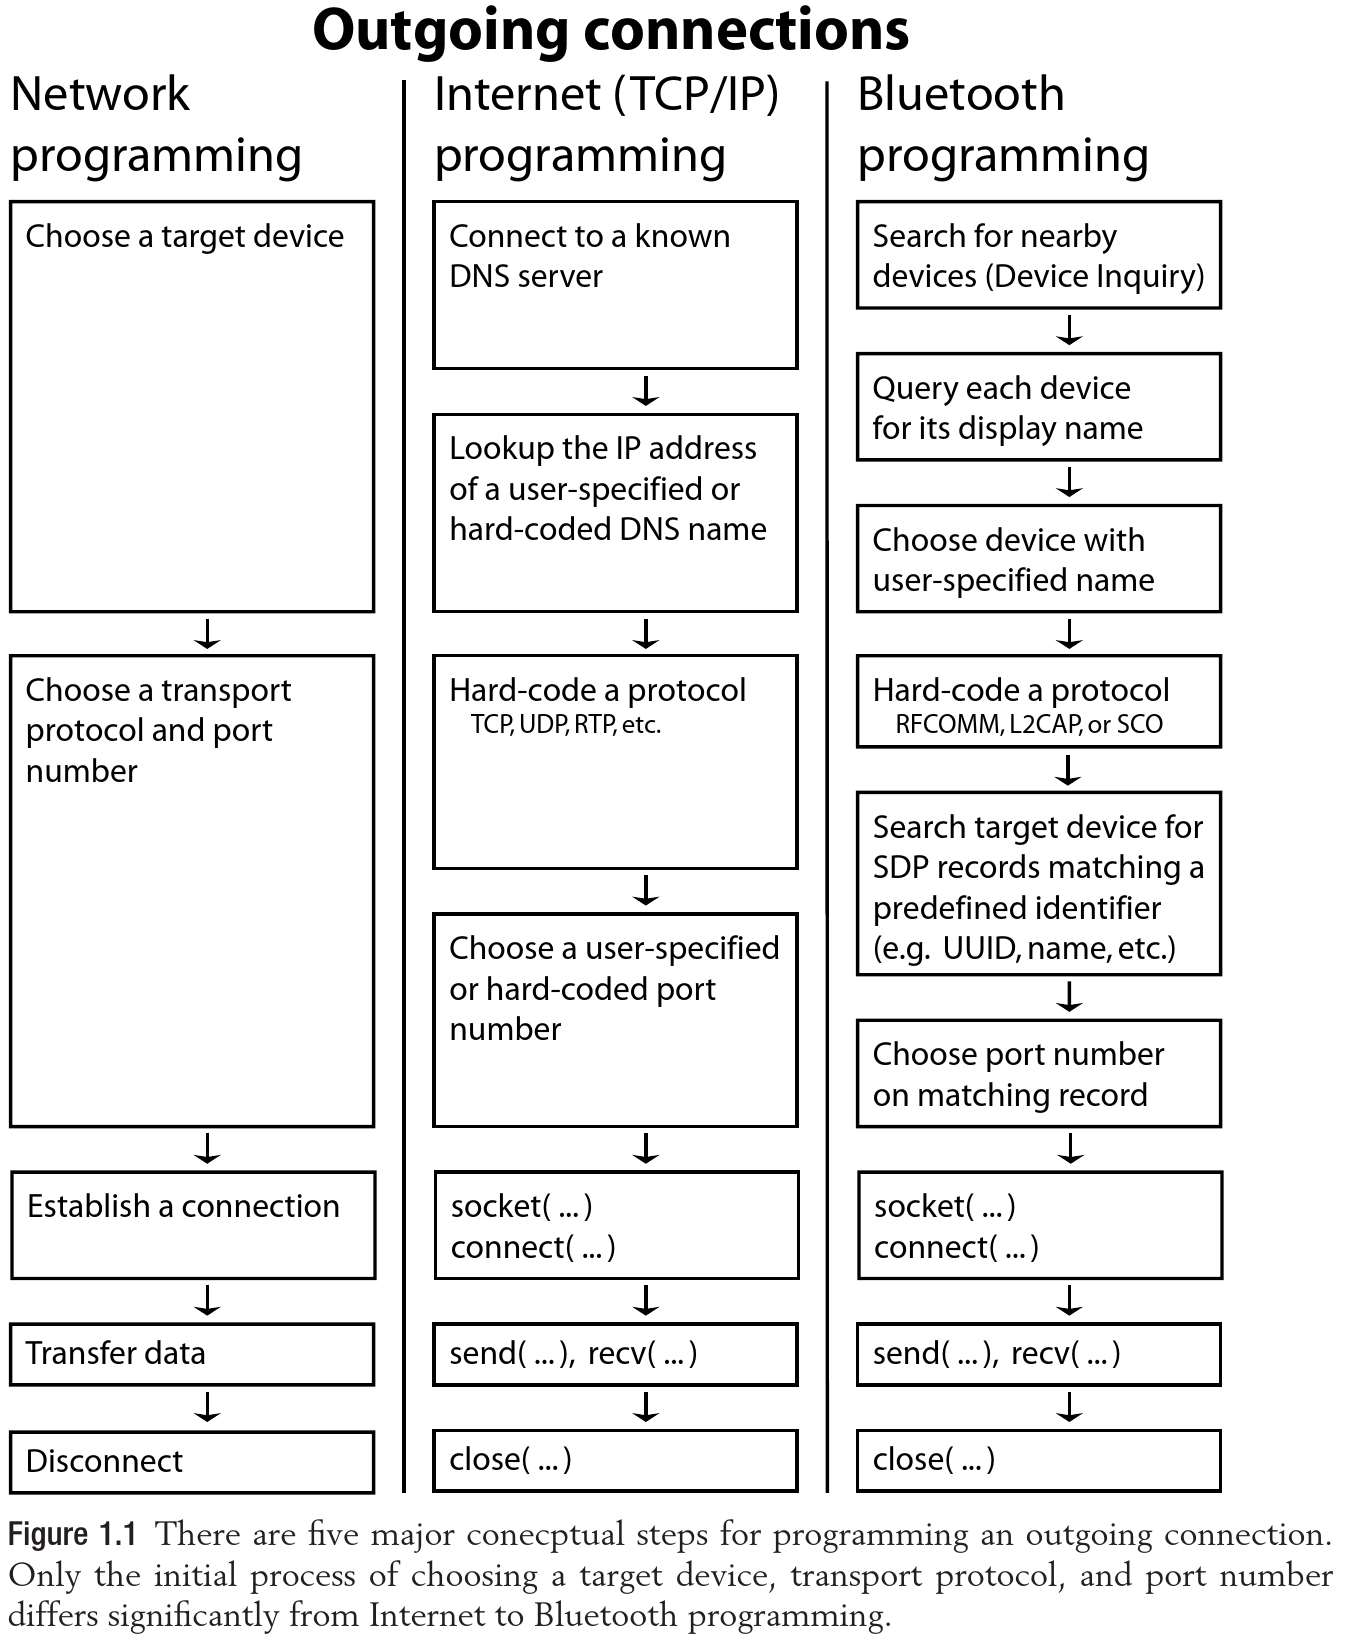 Outgoing connections
Network
programming
Choose a target device
Choose a transport
protocol and port
number
Establish a connection
Transfer data
Disconnect
Internet (TCP/IP)
programming
Connect to a known
DNS server
Lookup the IP address
of a user-specified or
hard-coded DNS name
Hard-code a protocol
TCP, UDP, RTP, etc.
Choose a user-specified
or hard-coded port
number
socket( ... )
connect( ... )
send( ... ), recv( ... )
close( ... )
Bluetooth
programming
Search for nearby
devices (Device Inquiry)
Query each device
for its display name
Choose device with
user-specified name
Hard-code a protocol
RFCOMM, L2CAP, or SCO
Search target device for
SDP records matching a
predefined identifier
(e.g. UUID, name, etc.)
Choose port number
on matching record
socket( ... )
connect( ... )
send( ... ), recv( ... )
close( ... )
Figure 1.1 There are five major conecptual steps for programming an outgoing connection.
Only the initial process of choosing a target device, transport protocol, and port number
differs significantly from Internet to Bluetooth programming.